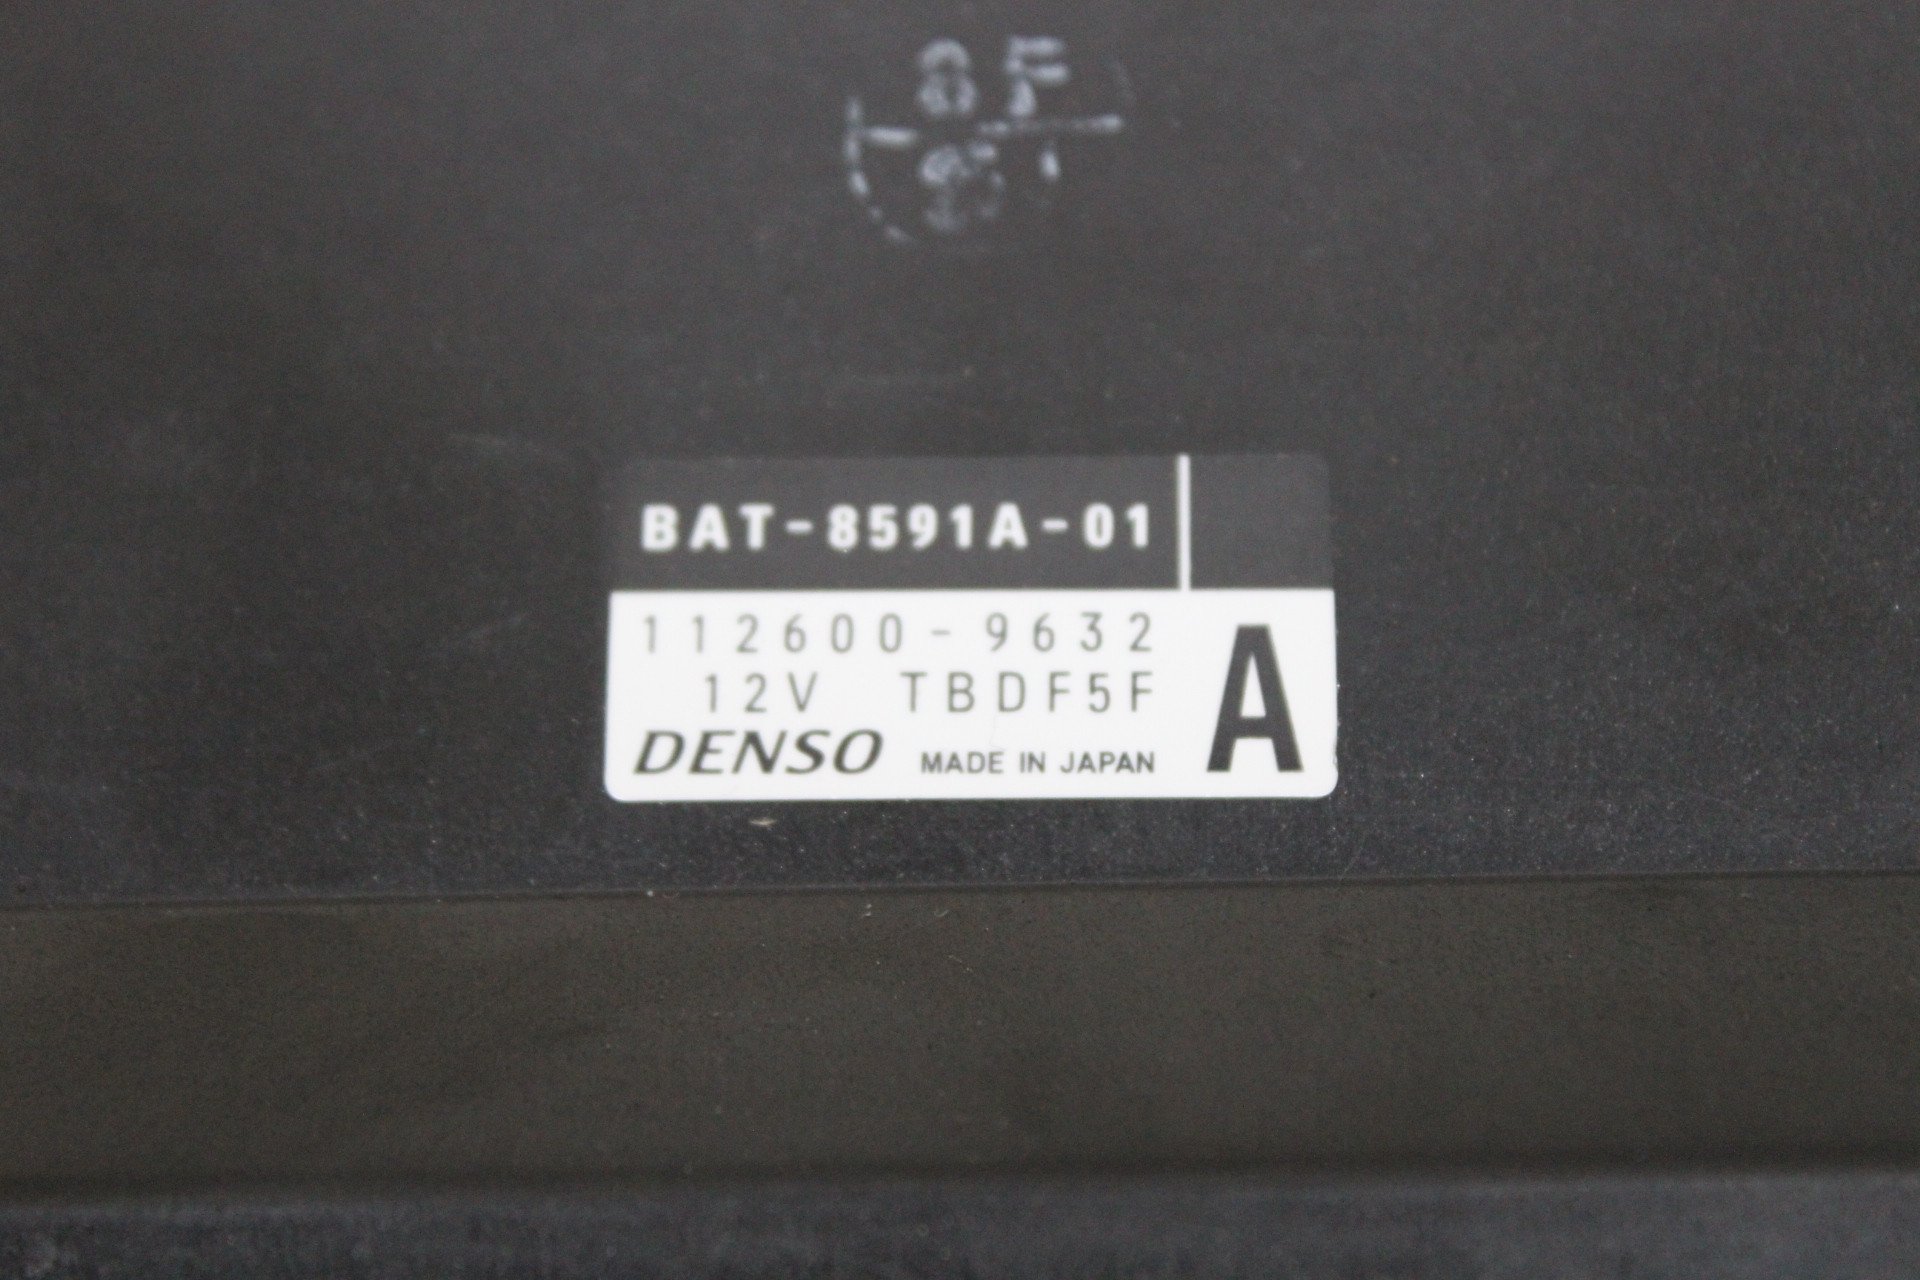 BAT-8591A-01
112600-9632
12V TBDF5F
A
DENSO MADE IN JAPAN